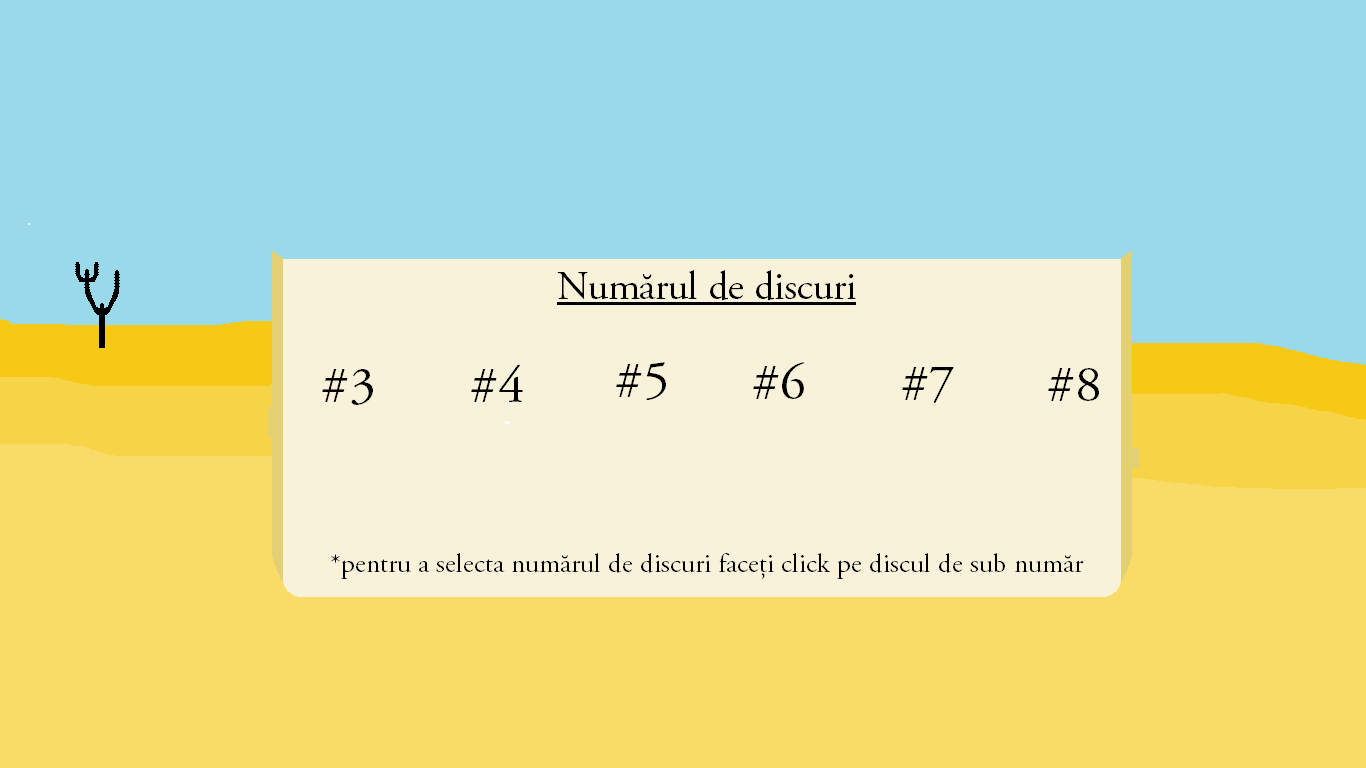 Numărul de discuri
#3 #4 #5 #6 #7 #8
*pentru a selecta numărul de discuri faceți click pe discul de sub număr